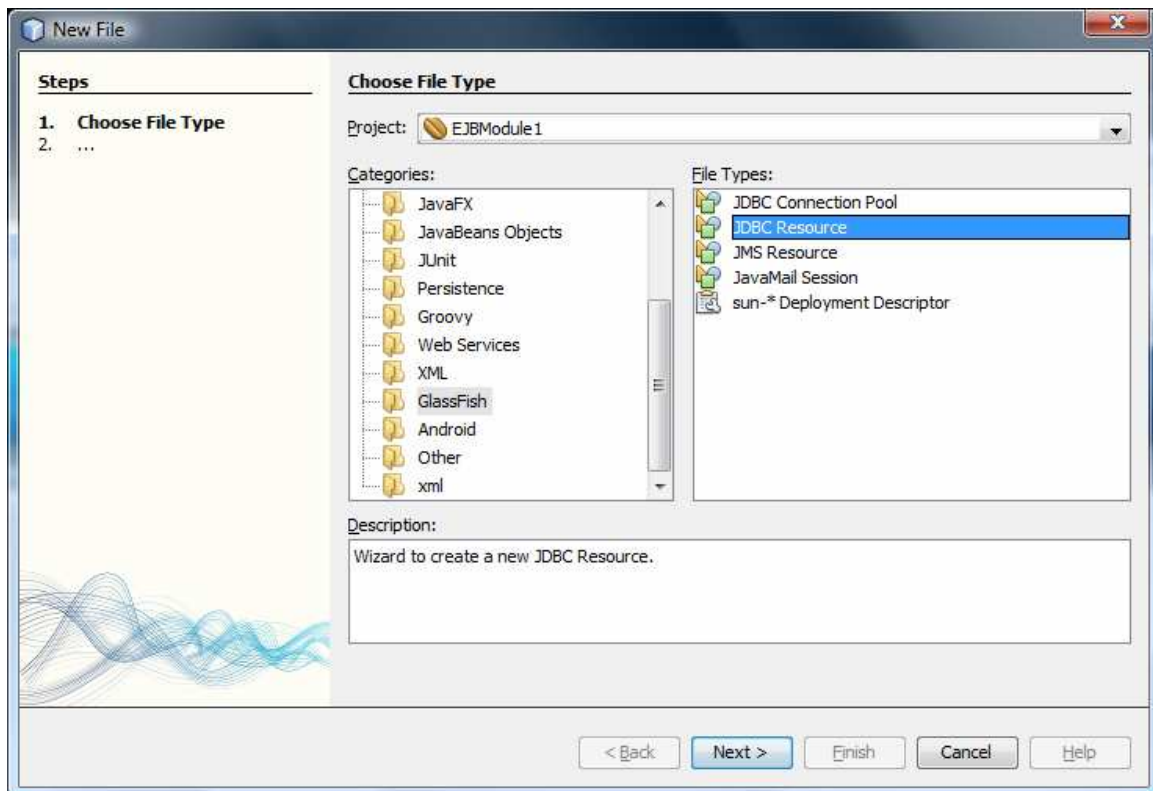 New File
Steps
1. Choose File Type
2. ...
Choose File Type
Project: EJBModule1
Categories:
JavaFX
JavaBeans Objects
JUnit
Persistence
Groovy
Web Services
XML
GlassFish
Android
Other
xml
File Types:
JDBC Connection Pool
JDBC Resource
JMS Resource
JavaMail Session
sun-* Deployment Descriptor
Description:
Wizard to create a new JDBC Resource.
< Back
Next >
Finish
Cancel
Help